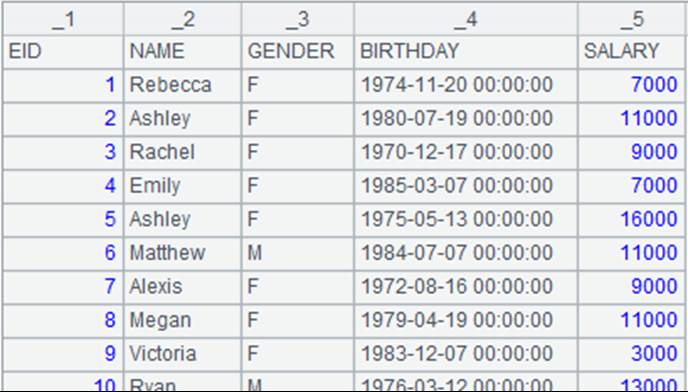 _1 _2 _3 _4 _5
EID NAME GENDER BIRTHDAY SALARY
1 Rebecca F 1974-11-20 00:00:00 7000
2 Ashley F 1980-07-19 00:00:00 11000
3 Rachel F 1970-12-17 00:00:00 9000
4 Emily F 1985-03-07 00:00:00 7000
5 Ashley F 1975-05-13 00:00:00 16000
6 Matthew M 1984-07-07 00:00:00 11000
7 Alexis F 1972-08-16 00:00:00 9000
8 Megan F 1979-04-19 00:00:00 11000
9 Victoria F 1983-12-07 00:00:00 3000
10 Ryan M 1976-03-12 00:00:00 13000